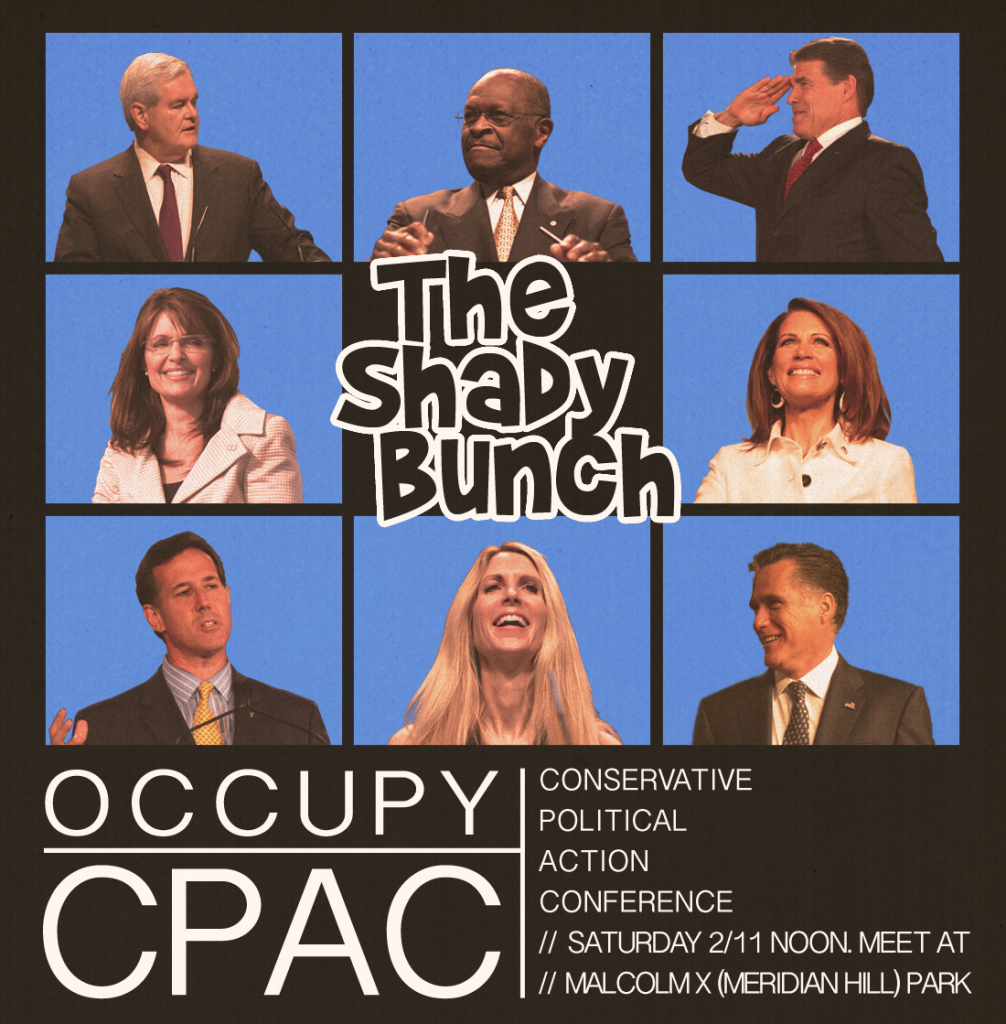 The
Shady
Bunch
OCCUPY
CPAC
CONSERVATIVE
POLITICAL
ACTION
CONFERENCE
// SATURDAY 2/11 NOON. MEET AT
// MALCOLM X (MERIDIAN HILL) PARK